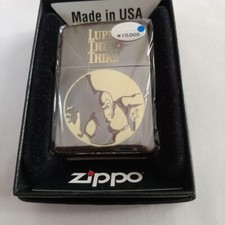 Made in USA
LUPIN
THE
THIRD
¥10,000
zippo